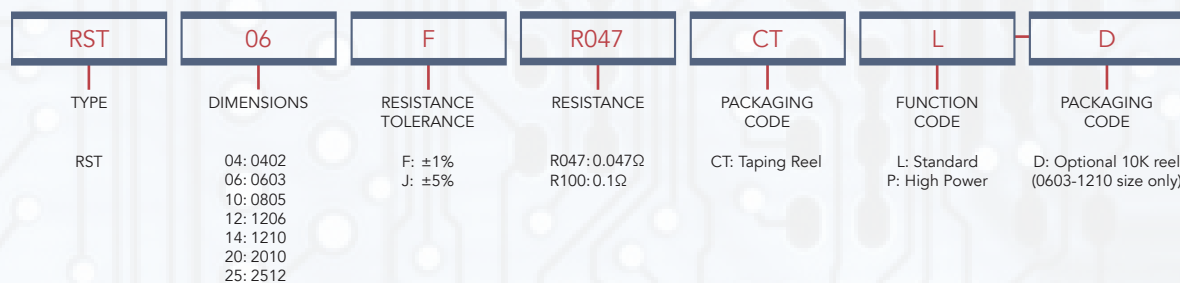 RST 06 F R047 CT L D
TYPE
RST
DIMENSIONS
04: 0402
06: 0603
10: 0805
12: 1206
14: 1210
20: 2010
25: 2512
RESISTANCE
TOLERANCE
F: ±1%
J: ±5%
RESISTANCE
R047: 0.047Ω
R100: 0.1Ω
PACKAGING
CODE
CT: Taping Reel
FUNCTION
CODE
L: Standard
P: High Power
PACKAGING
CODE
D: Optional 10K reel
(0603-1210 size only)